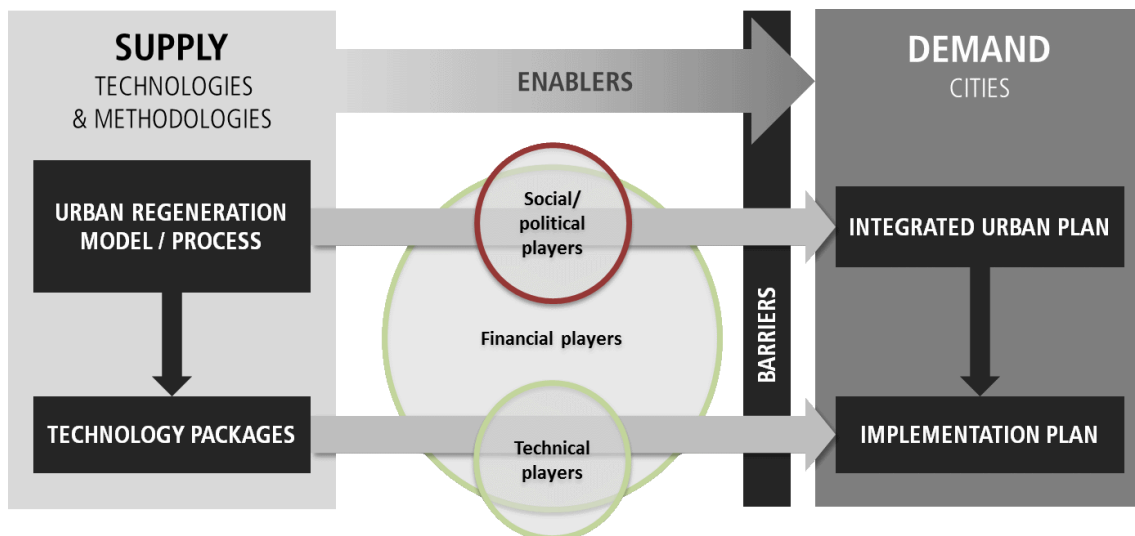 SUPPLY
TECHNOLOGIES
& METHODOLOGIES
URBAN REGENERATION
MODEL / PROCESS
TECHNOLOGY PACKAGES
ENABLERS
Social/
political
players
Financial players
Technical
players
BARRIERS
DEMAND
CITIES
INTEGRATED URBAN PLAN
IMPLEMENTATION PLAN